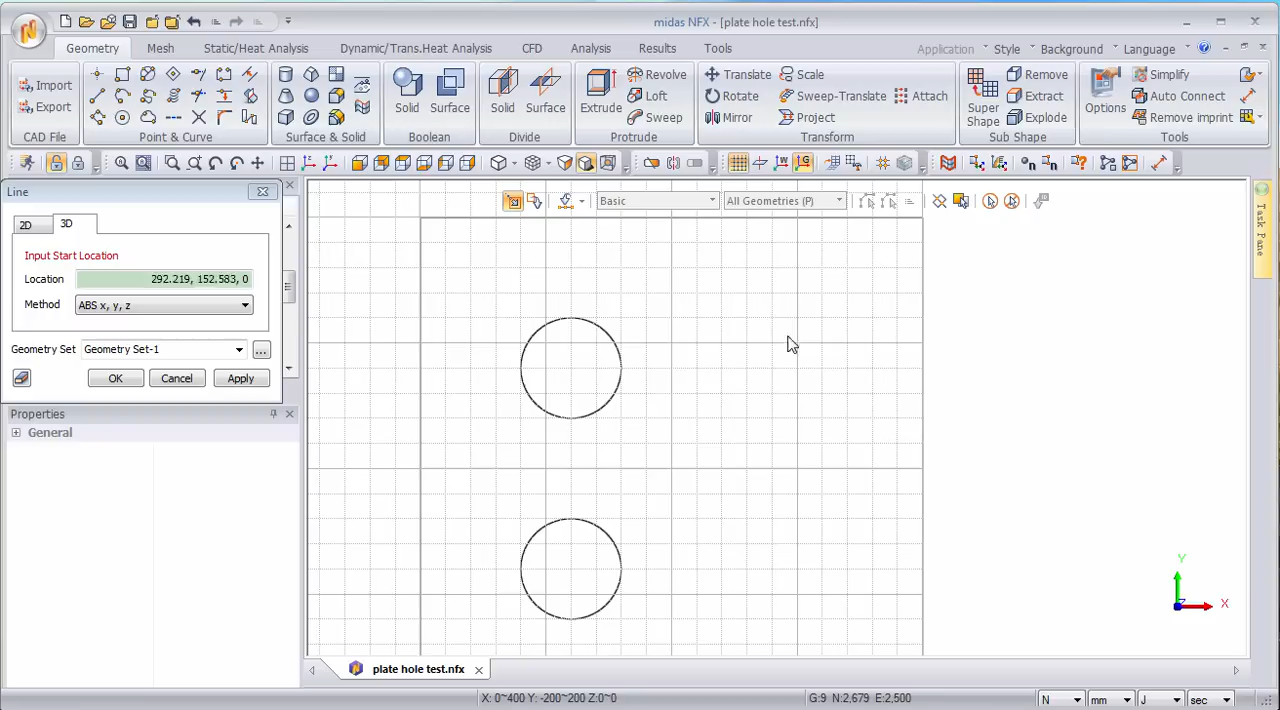 midas NFX - [plate hole test.nfx]
Geometry Mesh Static/Heat Analysis Dynamic/Trans.Heat Analysis CFD Analysis Results Tools Application Style Background Language
Import
Export
CAD File
Point & Curve
Surface & Solid
Solid Surface
Boolean
Solid Surface
Divide
Extrude
Revolve
Loft
Sweep
Protrude
Translate Scale
Rotate Sweep-Translate Attach
Mirror Project
Transform
Super Shape
Remove
Extract
Explode
Sub Shape
Options
Simplify
Auto Connect
Remove imprint
Tools
Line
2D 3D
Input Start Location
Location 292.219, 152.583, 0
Method ABS x, y, z
Geometry Set Geometry Set-1 ...
OK Cancel Apply
Properties
General
Basic All Geometries (P)
Task Pane
Y
Z
X
plate hole test.nfx
X: 0~400 Y: -200~200 Z:0~0 G:9 N:2,679 E:2,500 N mm J sec